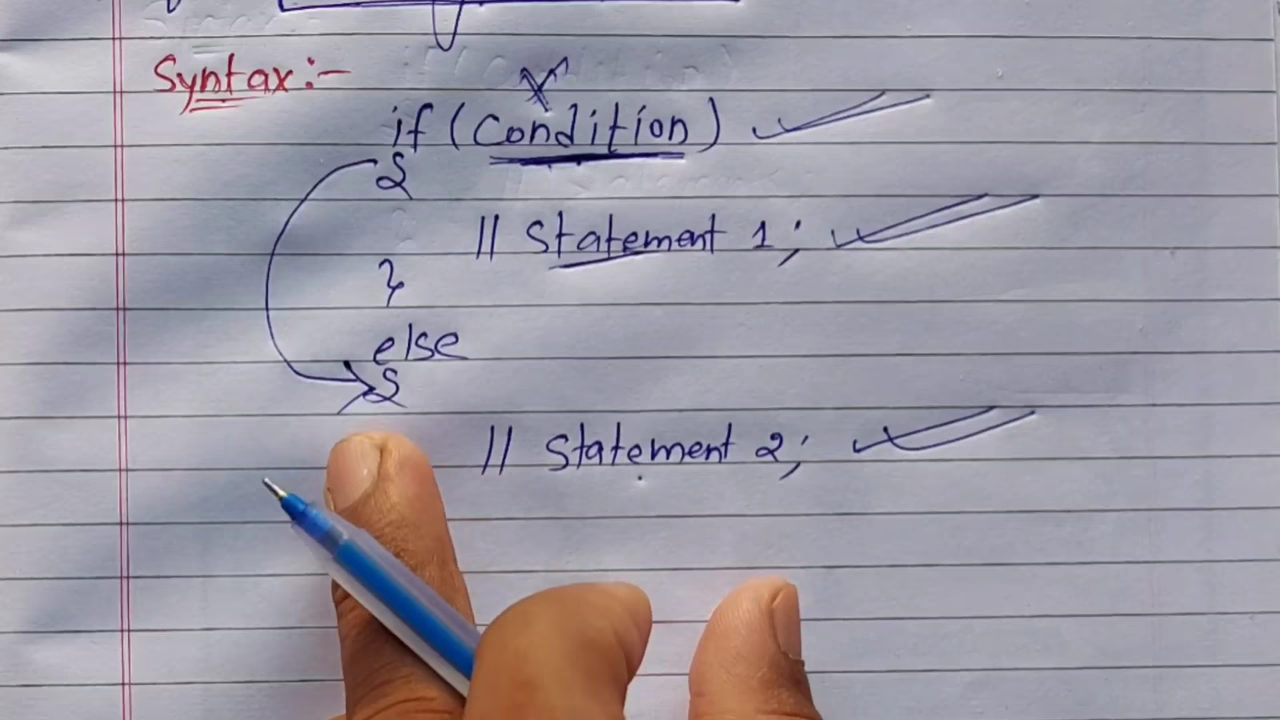 Syntax:-
if (Condition)
{
// Statement 1;
}
else
{
// Statement 2;